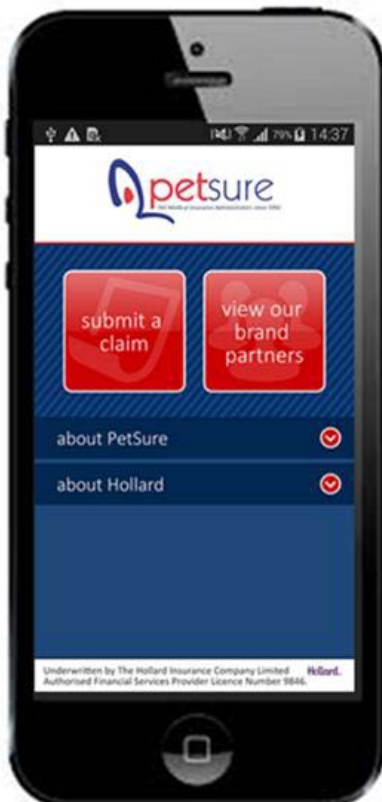 79% 14:37
petsure
submit a
claim
view our
brand
partners
about PetSure
about Hollard
Underwritten by The Hollard Insurance Company Limited
Hollard.
Authorised Financial Services Provider Licence Number 9846.